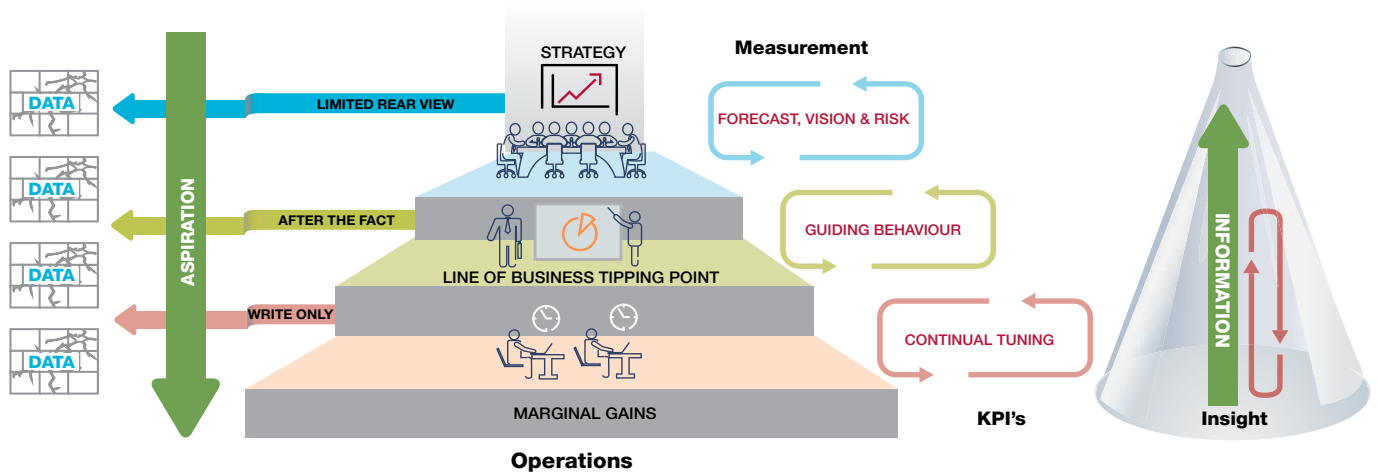 STRATEGY
Measurement
DATA
LIMITED REAR VIEW
FORECAST, VISION & RISK
DATA
ASPIRATION
AFTER THE FACT
GUIDING BEHAVIOUR
INFORMATION
DATA
LINE OF BUSINESS TIPPING POINT
WRITE ONLY
CONTINUAL TUNING
DATA
MARGINAL GAINS
KPI's
Insight
Operations